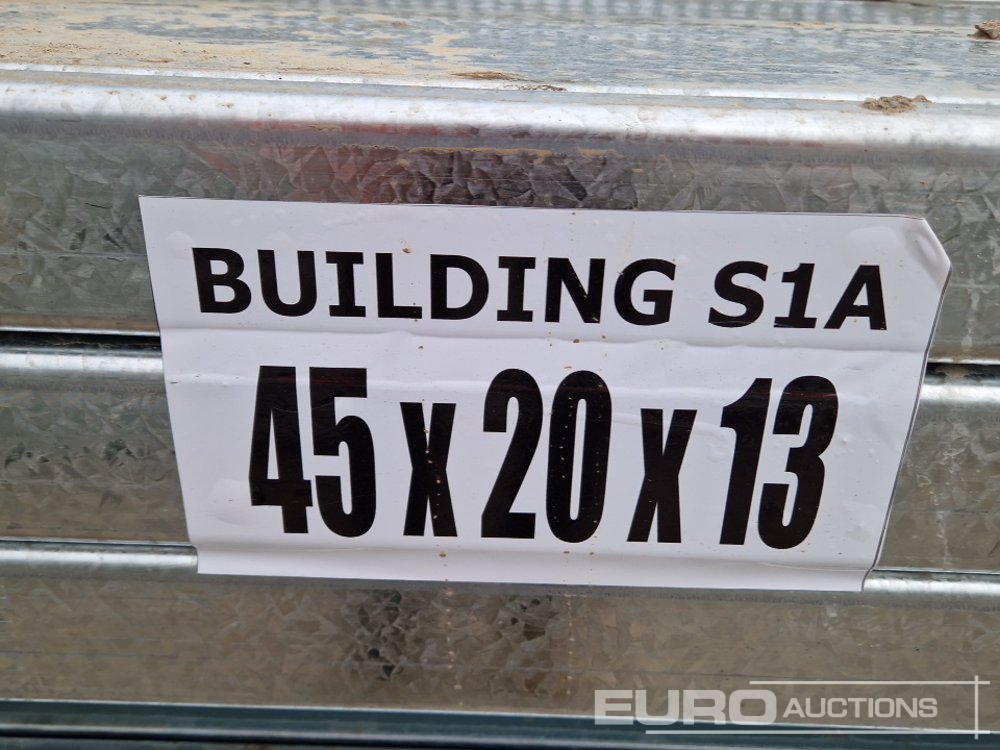 BUILDING S1A
45 x 20 x 13
EURO AUCTIONS